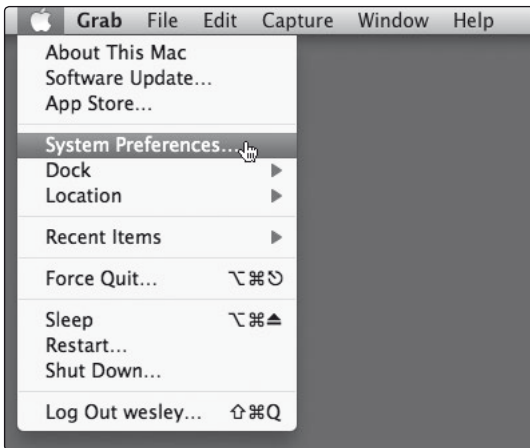 Grab File Edit Capture Window Help
About This Mac
Software Update...
App Store...
System Preferences...
Dock
Location
Recent Items
Force Quit... ⌥⌘⎋
Sleep ⌥⌘⏏
Restart...
Shut Down...
Log Out wesley... ⇧⌘Q